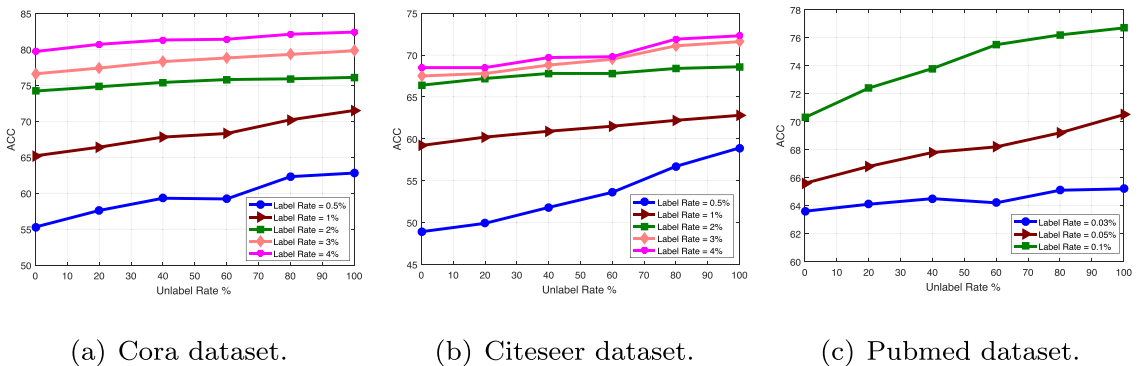 85
80
75
70
65
60
55
50
ACC
0 10 20 30 40 50 60 70 80 90 100
Unlabel Rate %
Label Rate = 0.5%
Label Rate = 1%
Label Rate = 2%
Label Rate = 3%
Label Rate = 4%
(a) Cora dataset.
75
70
65
60
55
50
45
ACC
0 10 20 30 40 50 60 70 80 90 100
Unlabel Rate %
Label Rate = 0.5%
Label Rate = 1%
Label Rate = 2%
Label Rate = 3%
Label Rate = 4%
(b) Citeseer dataset.
78
76
74
72
70
68
66
64
62
60
ACC
0 10 20 30 40 50 60 70 80 90 100
Unlabel Rate %
Label Rate = 0.03%
Label Rate = 0.05%
Label Rate = 0.1%
(c) Pubmed dataset.